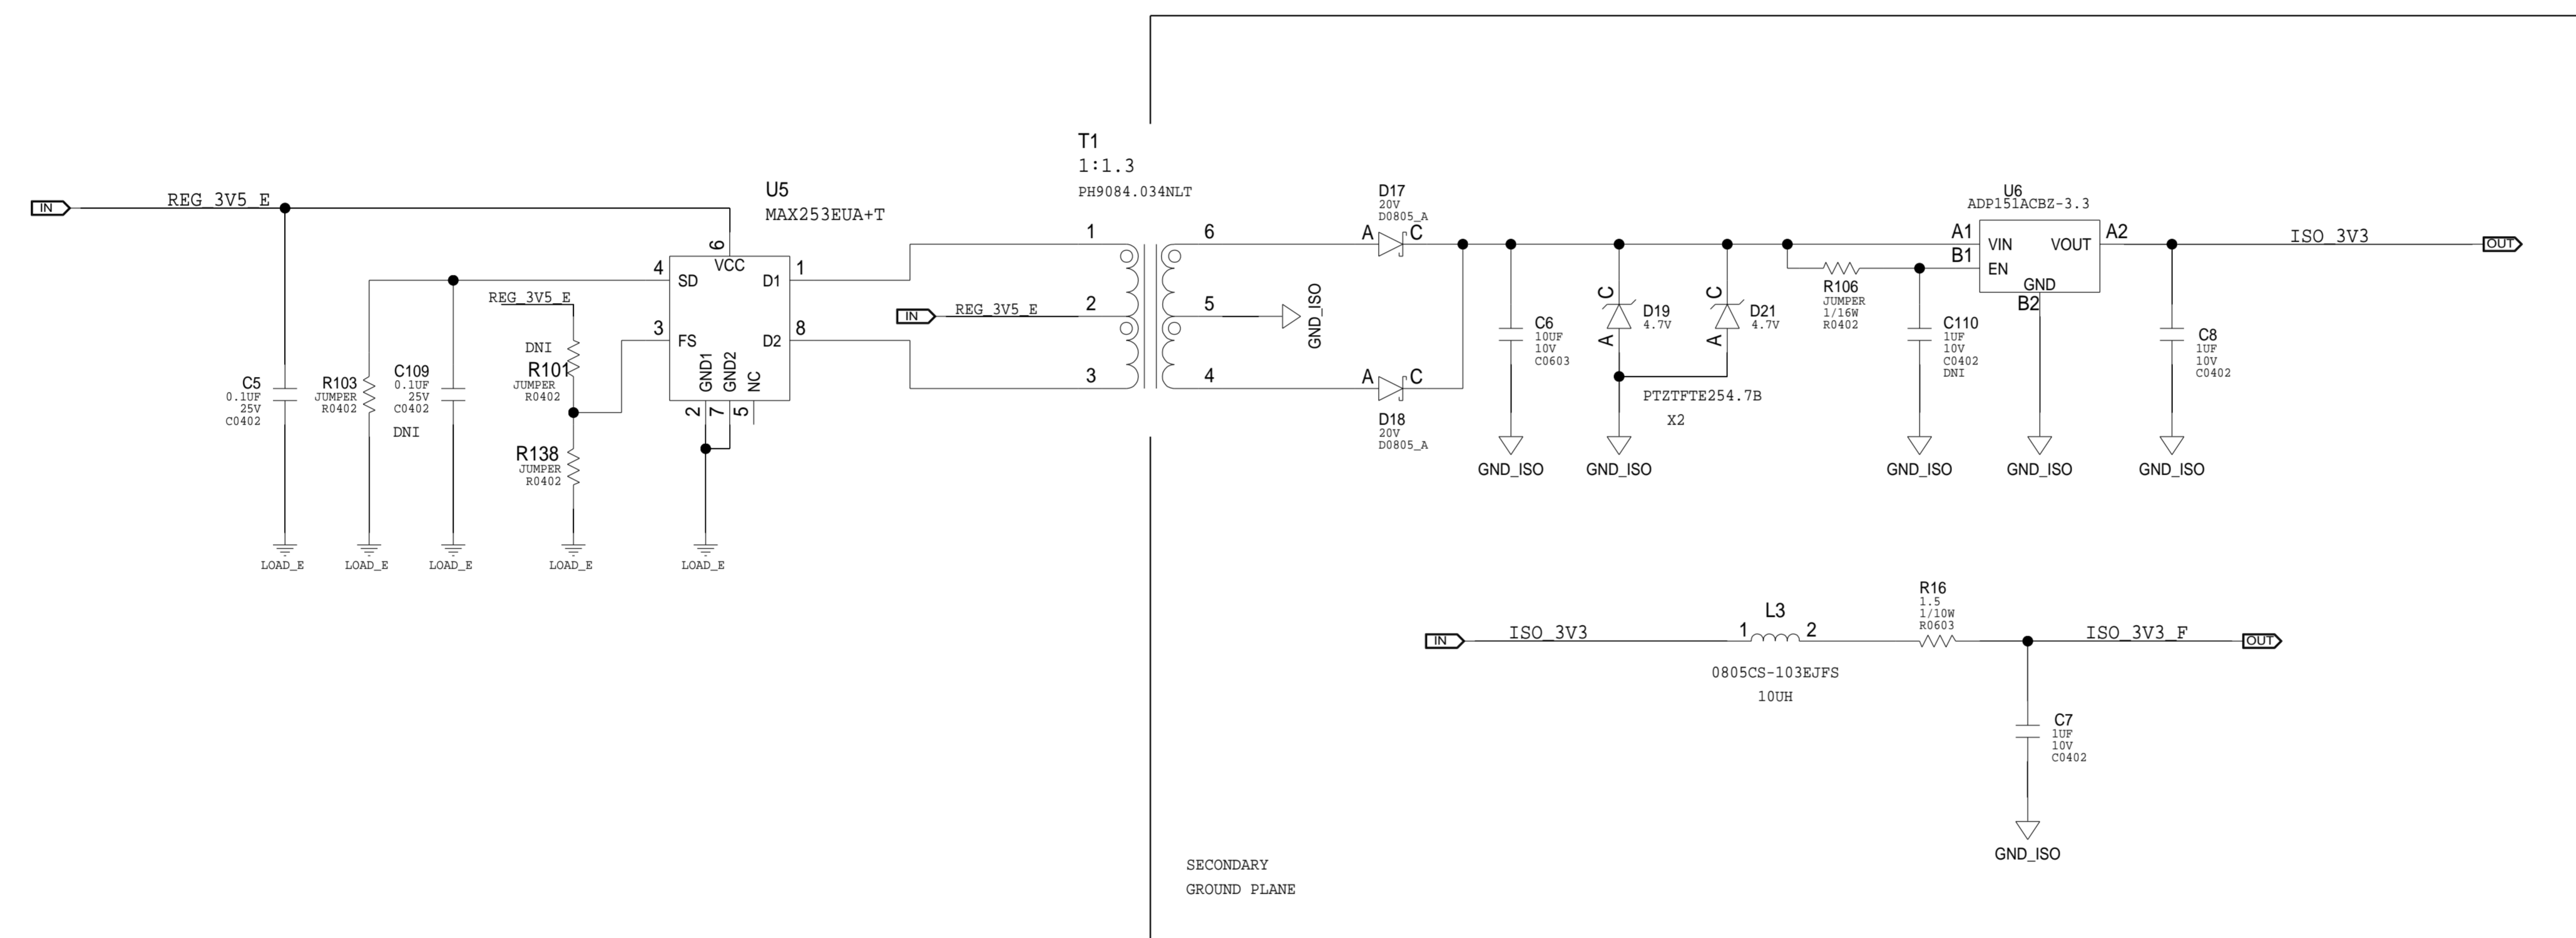 IN
REG_3V5_E
C5
0.1UF
25V
C0402
LOAD_E
R103
JUMPER
R0402
LOAD_E
C109
0.1UF
25V
C0402
DNI
LOAD_E
REG_3V5_E
DNI
R101
JUMPER
R0402
R138
JUMPER
R0402
LOAD_E
U5
MAX253EUA+T
6
VCC
4
SD
D1
1
3
FS
D2
8
GND1
GND2
NC
2
7
5
LOAD_E
IN
REG_3V5_E
T1
1:1.3
PH9084.034NLT
1
2
3
6
5
4
GND_ISO
D17
20V
D0805_A
A
C
A
C
D18
20V
D0805_A
C6
10UF
10V
C0603
GND_ISO
C
A
D19
4.7V
C
A
D21
4.7V
PTZTFTE254.7B
X2
GND_ISO
R106
JUMPER
1/16W
R0402
C110
1UF
10V
C0402
DNI
GND_ISO
U6
ADP151ACBZ-3.3
A1
VIN
VOUT
A2
B1
EN
GND
B2
GND_ISO
C8
1UF
10V
C0402
GND_ISO
ISO_3V3
OUT
IN
ISO_3V3
L3
1
2
0805CS-103EJFS
10UH
R16
1.5
1/10W
R0603
ISO_3V3_F
OUT
C7
1UF
10V
C0402
GND_ISO
SECONDARY
GROUND PLANE